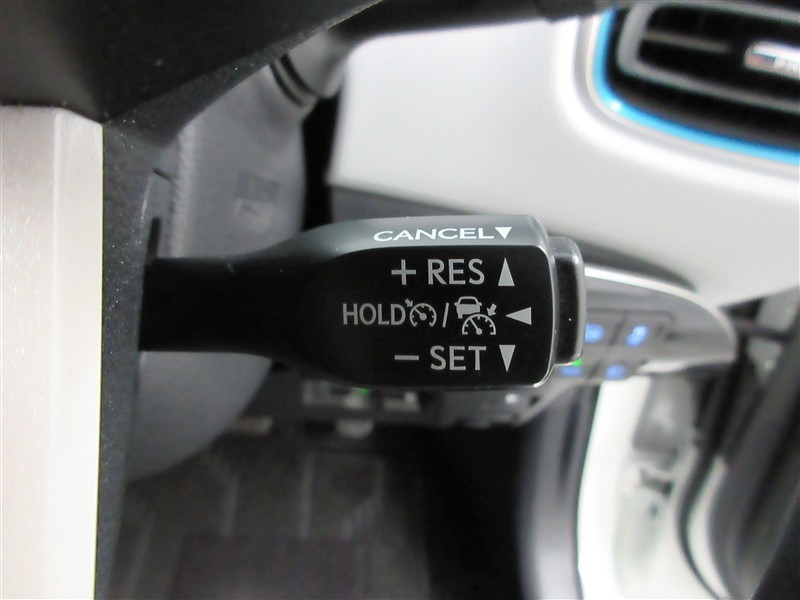 CANCEL▼
+ RES ▲
HOLD / ◀
− SET ▼